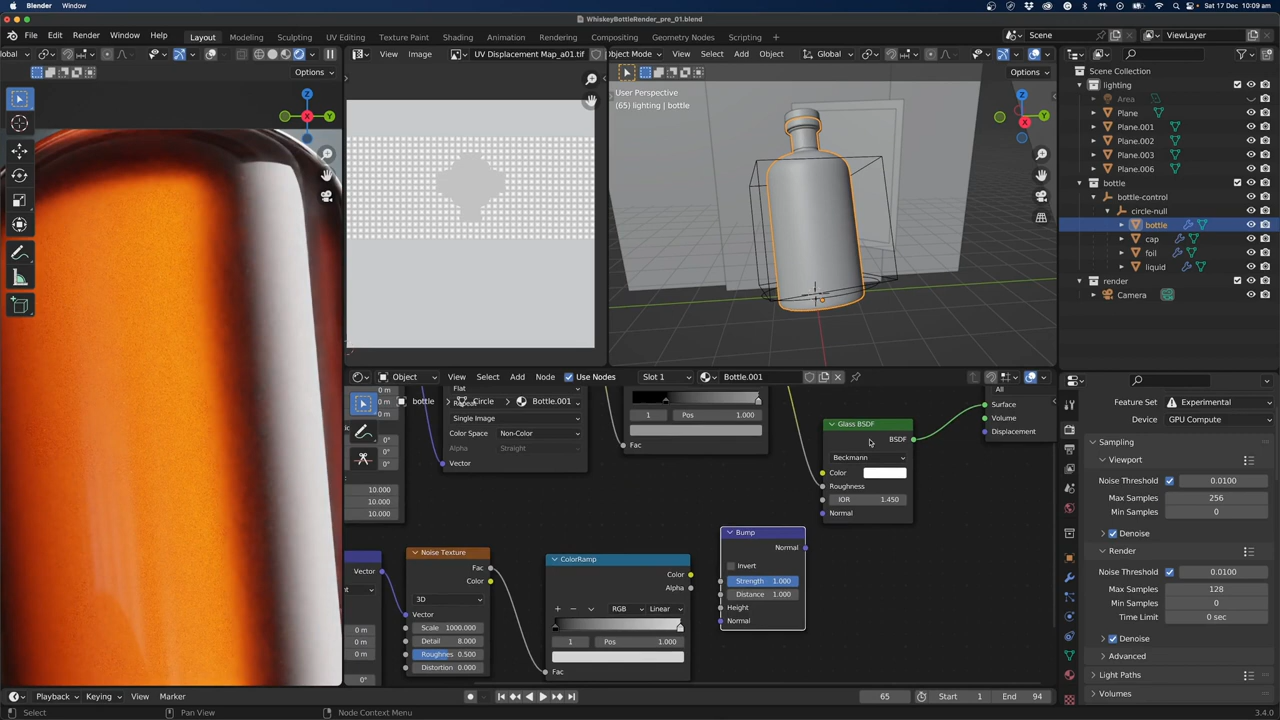 Blender
Window
Sat 17 Dec 10:09 am
WhiskeyBottleRender_pre_01.blend
File Edit Render Window Help
Layout Modeling Sculpting UV Editing Texture Paint Shading Animation Rendering Compositing Geometry Nodes Scripting
Scene
ViewLayer
View Image UV Displacement Map_a01.tif
Mode View Select Add Object
Global
Options
Options
User Perspective
(65) lighting | bottle
Z
Y
X
Scene Collection
lighting
Area
Plane
Plane.001
Plane.002
Plane.003
Plane.006
bottle
bottle-control
circle-null
bottle
cap
foil
liquid
render
Camera
Object View Select Add Node Use Nodes Slot 1 Bottle.001
bottle Circle Bottle.001
Flat
Single Image
Color Space Non-Color
Alpha Straight
Vector
10.000
10.000
10.000
1 Pos 1.000
Fac
Glass BSDF
BSDF
Beckmann
Color
Roughness
IOR 1.450
Normal
All
Surface
Volume
Displacement
Vector
Noise Texture
Fac
Color
3D
Vector
Scale 1000.000
Detail 8.000
Roughnes 0.500
Distortion 0.000
ColorRamp
Color
Alpha
RGB Linear
1 Pos 1.000
Fac
Bump
Normal
Invert
Strength 1.000
Distance 1.000
Height
Normal
Feature Set Experimental
Device GPU Compute
Sampling
Viewport
Noise Threshold 0.0100
Max Samples 256
Min Samples 0
Denoise
Render
Noise Threshold 0.0100
Max Samples 128
Min Samples 0
Time Limit 0 sec
Denoise
Advanced
Light Paths
Volumes
Playback Keying View Marker
65
Start 1
End 94
Select
Pan View
Node Context Menu
3.4.0